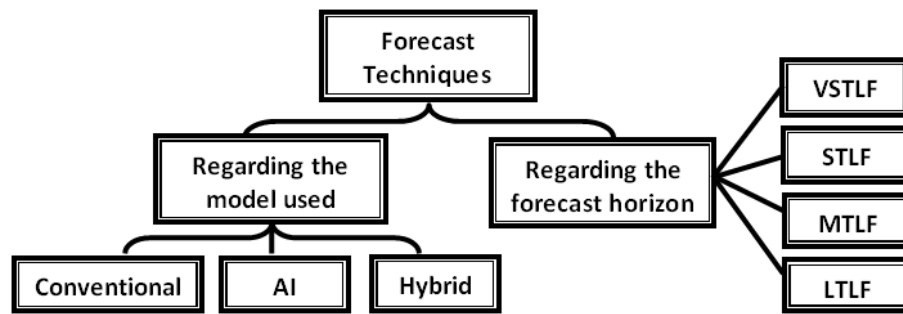 Forecast
Techniques
Regarding the
model used
Regarding the
forecast horizon
Conventional
AI
Hybrid
VSTLF
STLF
MTLF
LTLF